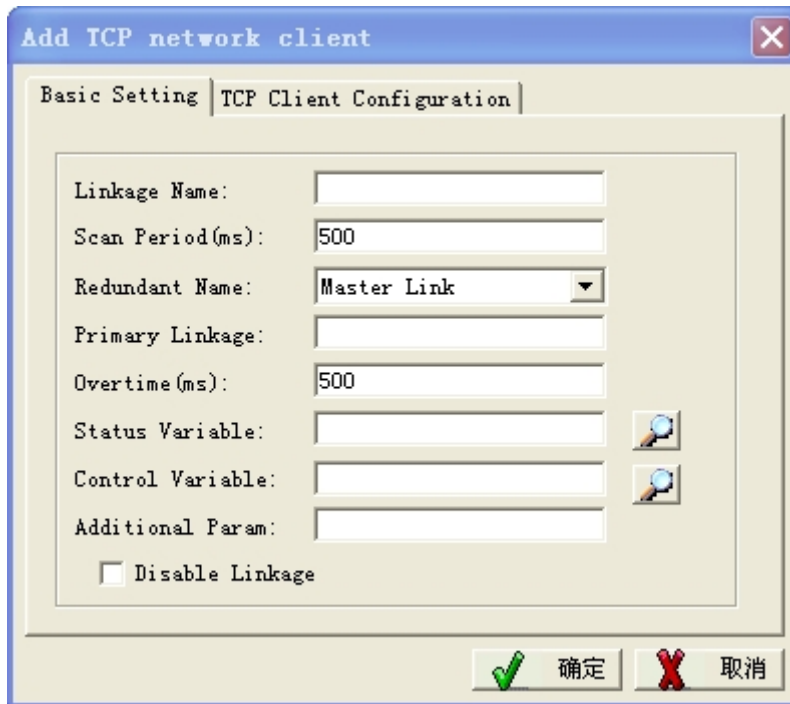 Add TCP network client
Basic Setting TCP Client Configuration
Linkage Name:
Scan Period(ms): 500
Redundant Name: Master Link
Primary Linkage:
Overtime(ms): 500
Status Variable:
Control Variable:
Additional Param:
Disable Linkage
确定 取消